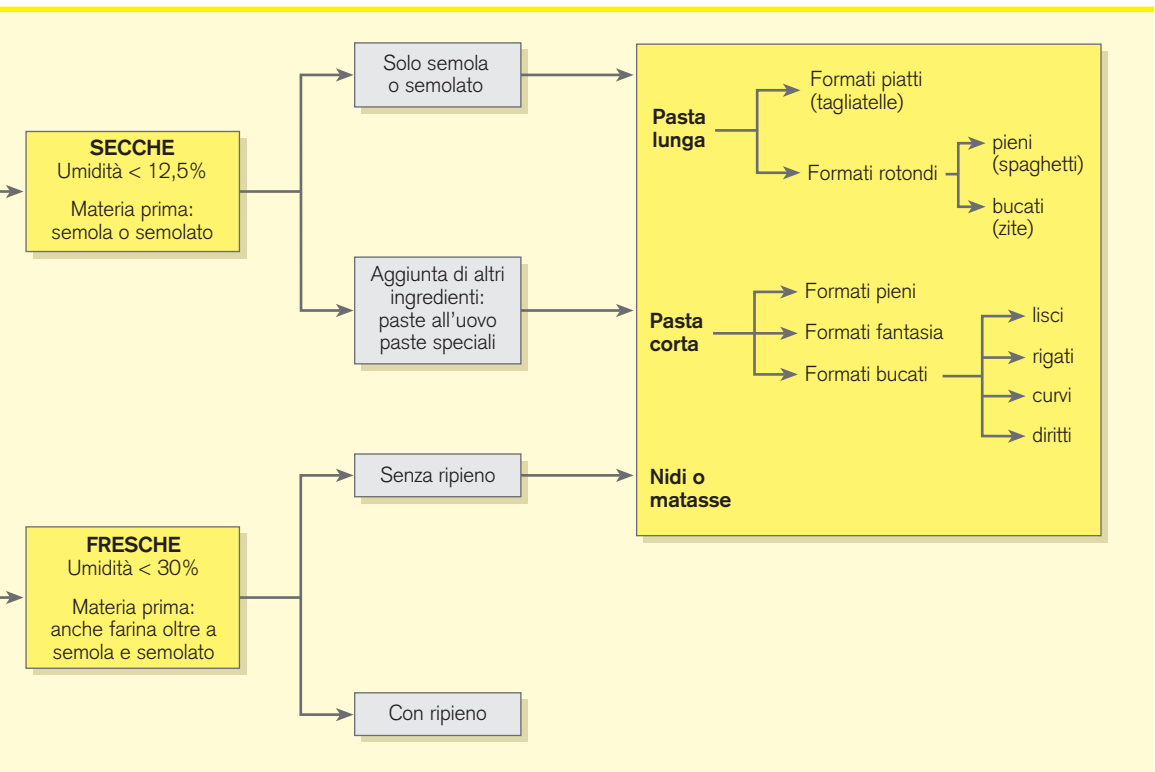 SECCHE
Umidità < 12,5%
Materia prima:
semola o semolato
Solo semola
o semolato
Aggiunta di altri
ingredienti:
paste all'uovo
paste speciali
FRESCHE
Umidità < 30%
Materia prima:
anche farina oltre a
semola e semolato
Senza ripieno
Con ripieno
Pasta
lunga
Formati piatti
(tagliatelle)
Formati rotondi
pieni
(spaghetti)
bucati
(zite)
Pasta
corta
Formati pieni
Formati fantasia
Formati bucati
lisci
rigati
curvi
diritti
Nidi o
matasse